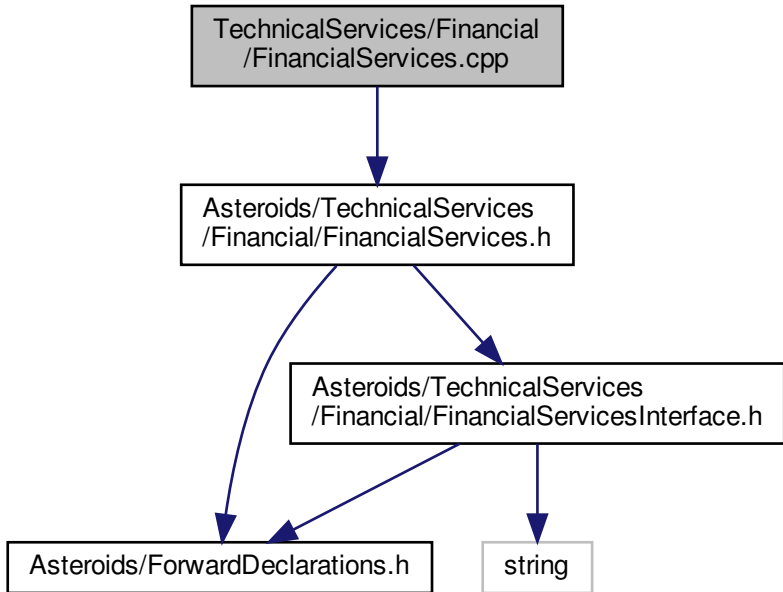 TechnicalServices/Financial
/FinancialServices.cpp
Asteroids/TechnicalServices
/Financial/FinancialServices.h
Asteroids/TechnicalServices
/Financial/FinancialServicesInterface.h
Asteroids/ForwardDeclarations.h
string